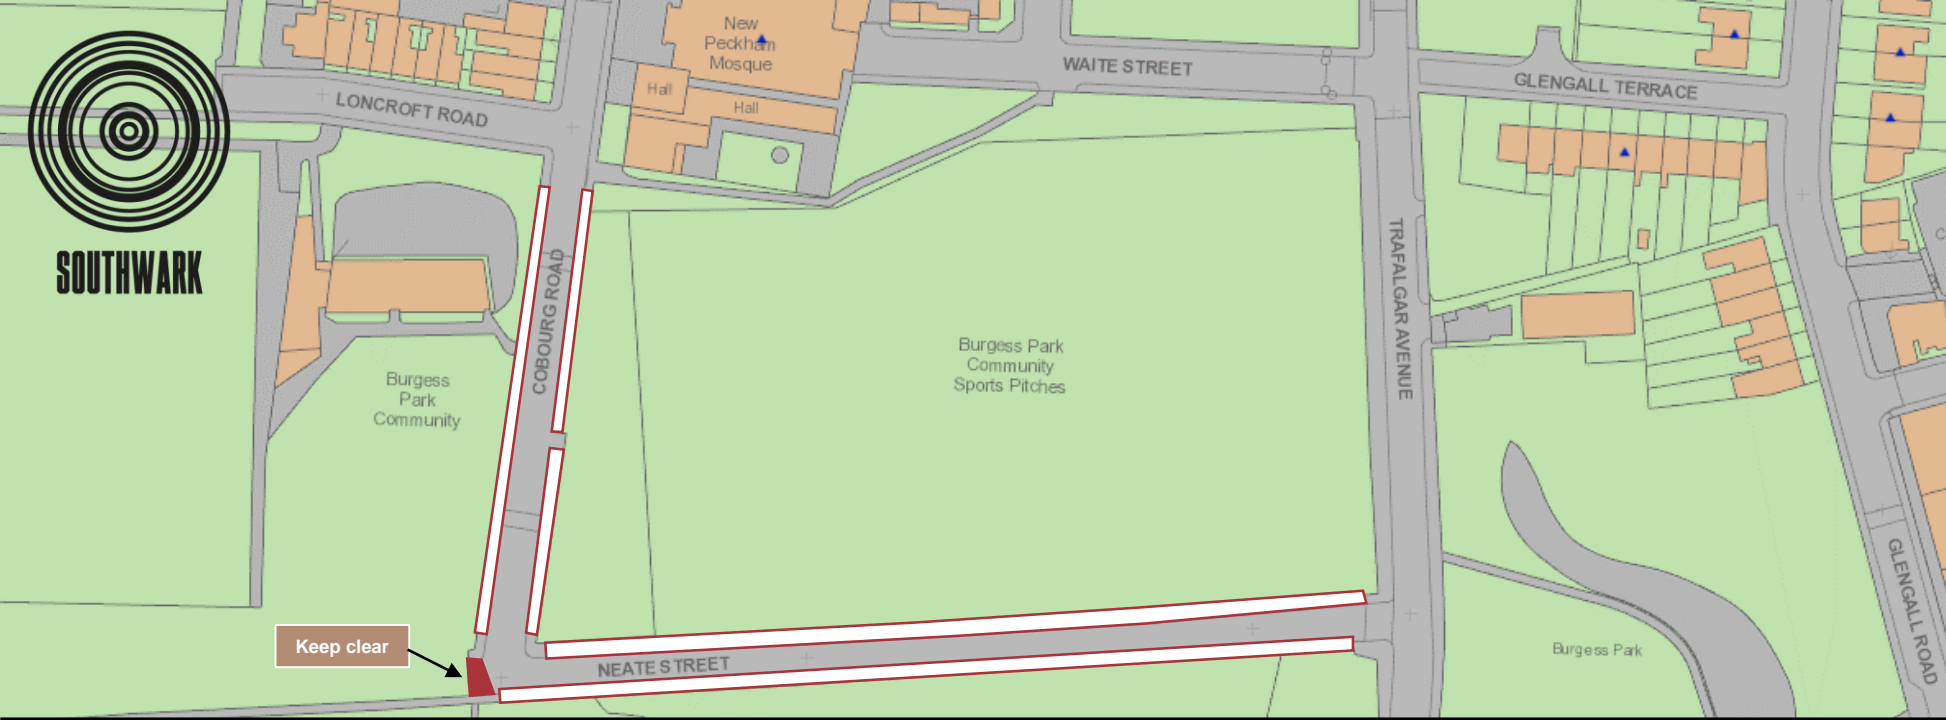 New
Peckham
Mosque
Hall
Hall
WAITE STREET
GLENGALL TERRACE
LONCROFT ROAD
SOUTHWARK
COBOURG ROAD
TRAFALGAR AVENUE
Burgess Park
Community
Sports Pitches
Burgess
Park
Community
GLENGALL ROAD
Keep clear
NEATE STREET
Burgess Park